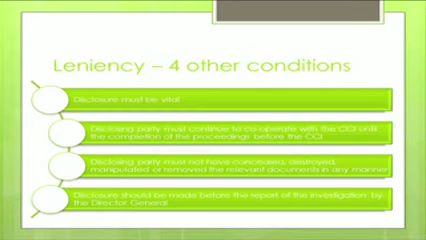 Leniency – 4 other conditions
Disclosure must be vital
Disclosing party must continue to co-operate with the CCI until
the completion of the proceedings before the CCI
Disclosing party must not have concealed, destroyed,
manipulated or removed the relevant documents in any manner
Disclosure should be made before the report of the investigation by
the Director General